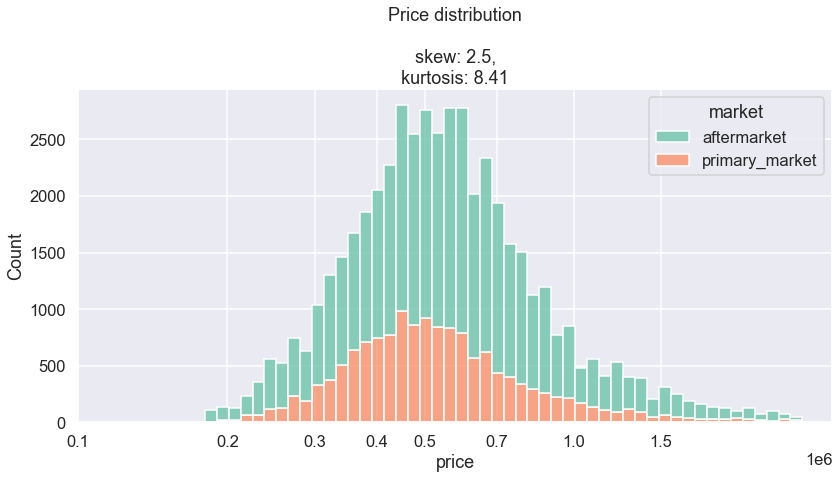 Price distribution
skew: 2.5,
kurtosis: 8.41
market
aftermarket
primary_market
Count
2500
2000
1500
1000
500
0
0.1 0.2 0.3 0.4 0.5 0.7 1.0 1.5
price
1e6